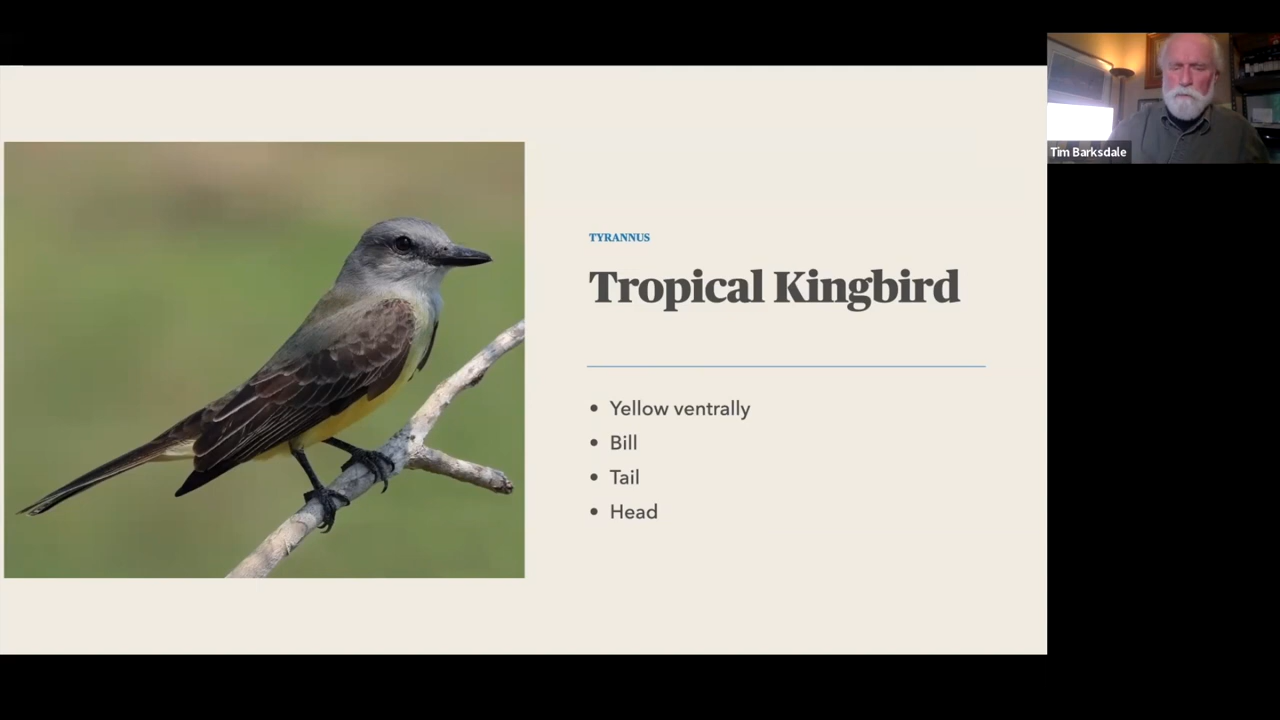 TYRANNUS
Tropical Kingbird
• Yellow ventrally
• Bill
• Tail
• Head
Tim Barksdale